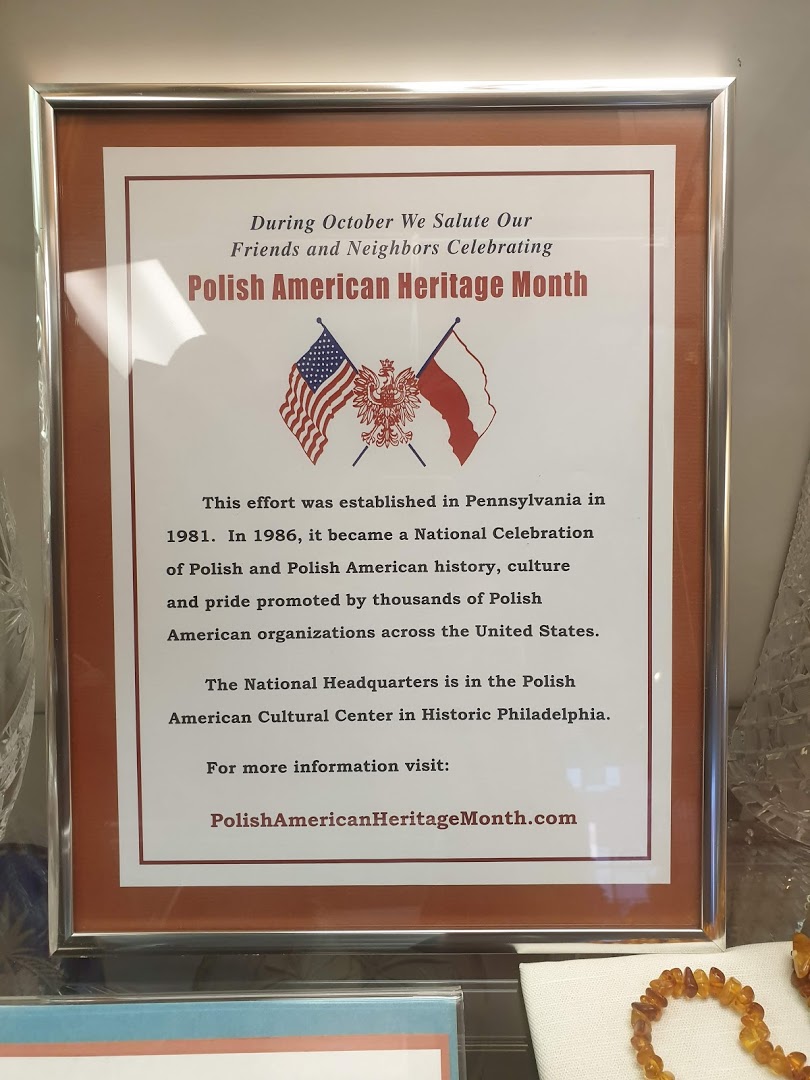 During October We Salute Our
Friends and Neighbors Celebrating
Polish American Heritage Month
This effort was established in Pennsylvania in
1981. In 1986, it became a National Celebration
of Polish and Polish American history, culture
and pride promoted by thousands of Polish
American organizations across the United States.
The National Headquarters is in the Polish
American Cultural Center in Historic Philadelphia.
For more information visit:
PolishAmericanHeritageMonth.com